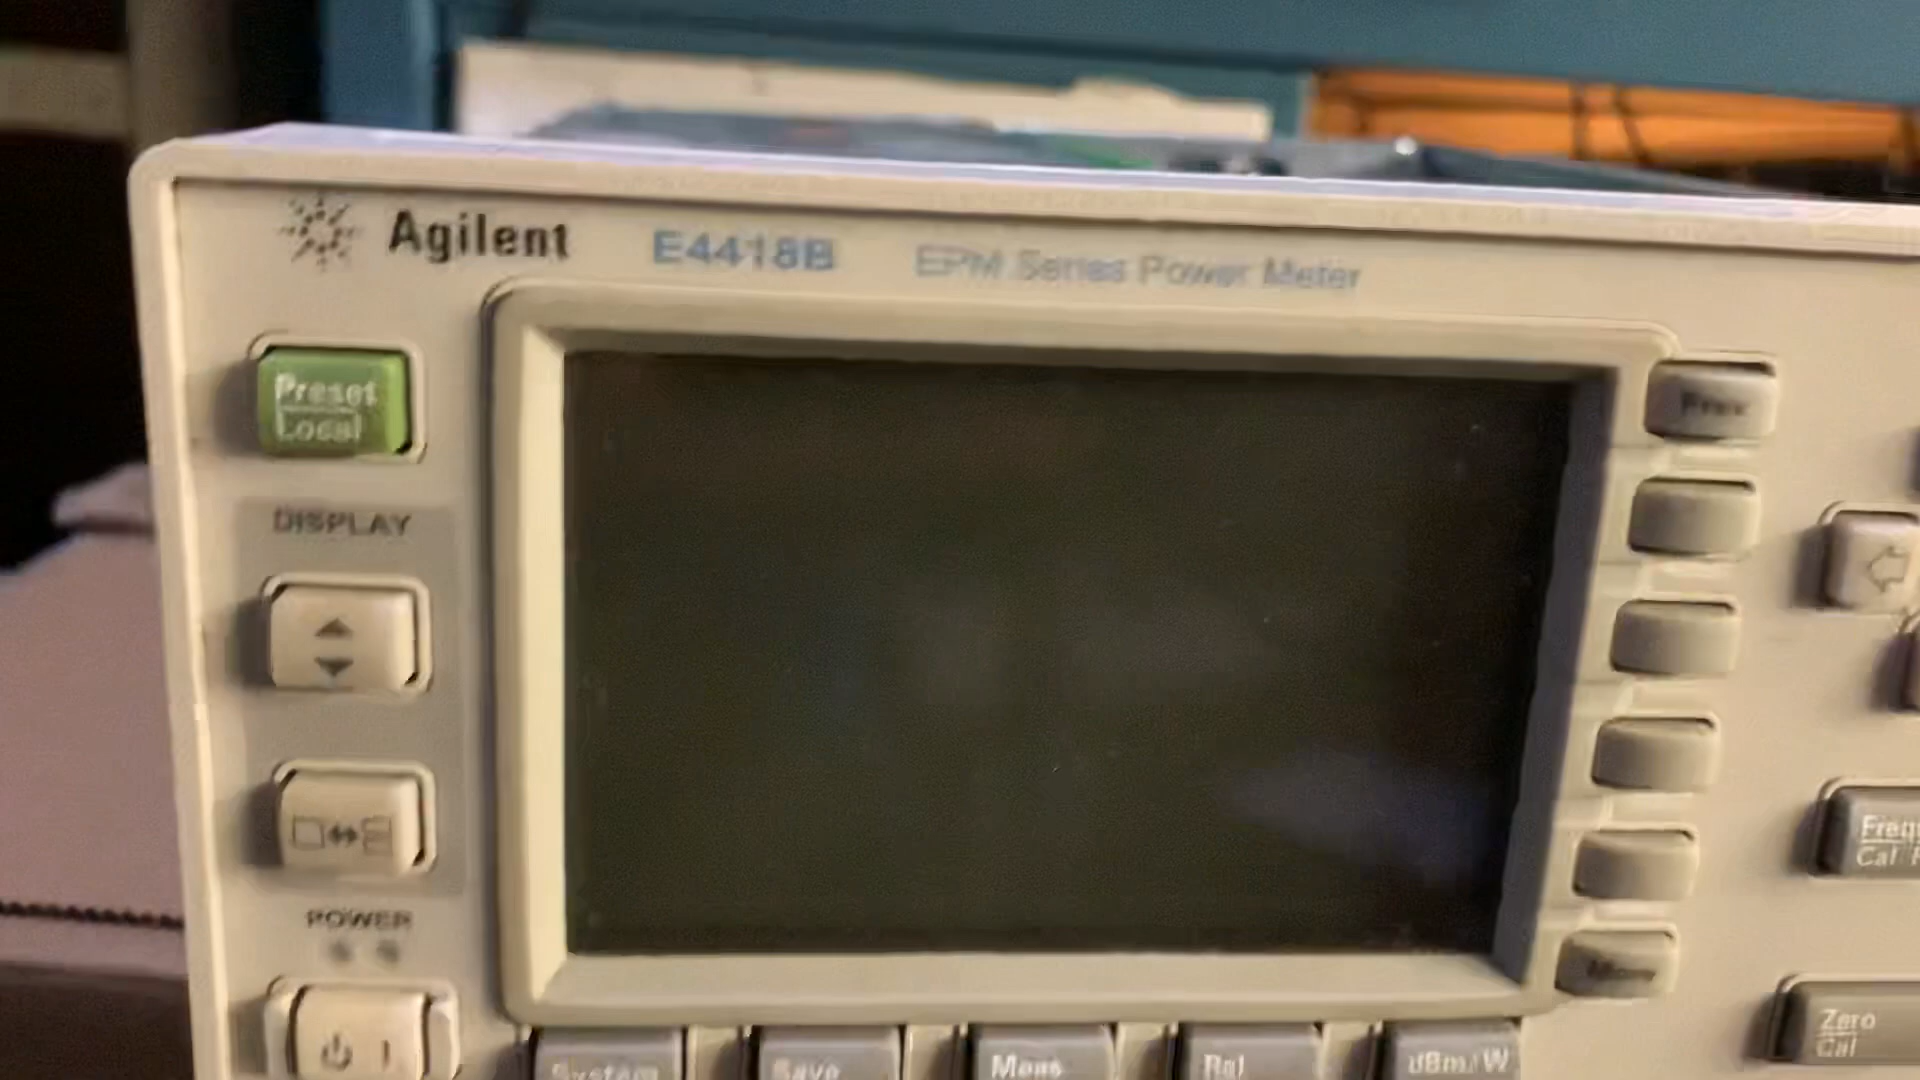 Agilent E4418B EPM Series Power Meter
Preset
Local
Prev
DISPLAY
POWER
More
Zero
Cal
Cal
System Save Meas Rel dBm/W